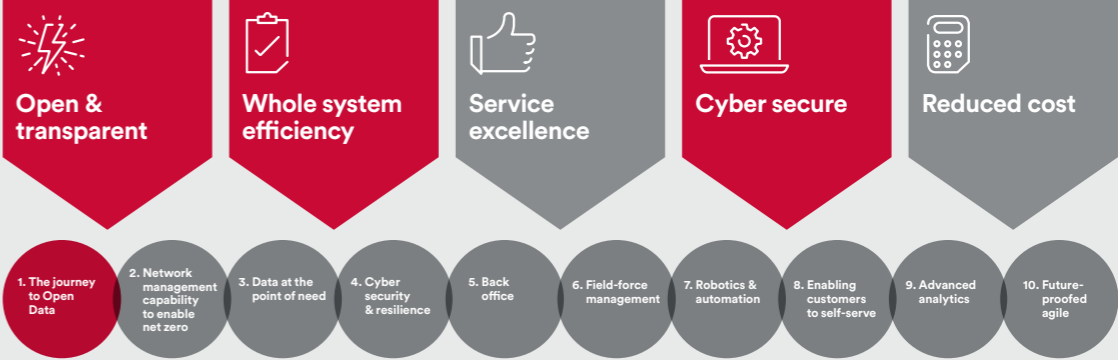 Open &
transparent
Whole system
efficiency
Service
excellence
Cyber secure
Reduced cost
1. The journey
to Open
Data
2. Network
management
capability
to enable
net zero
3. Data at the
point of need
4. Cyber
security
& resilience
5. Back
office
6. Field-force
management
7. Robotics &
automation
8. Enabling
customers
to self-serve
9. Advanced
analytics
10. Future-
proofed
agile